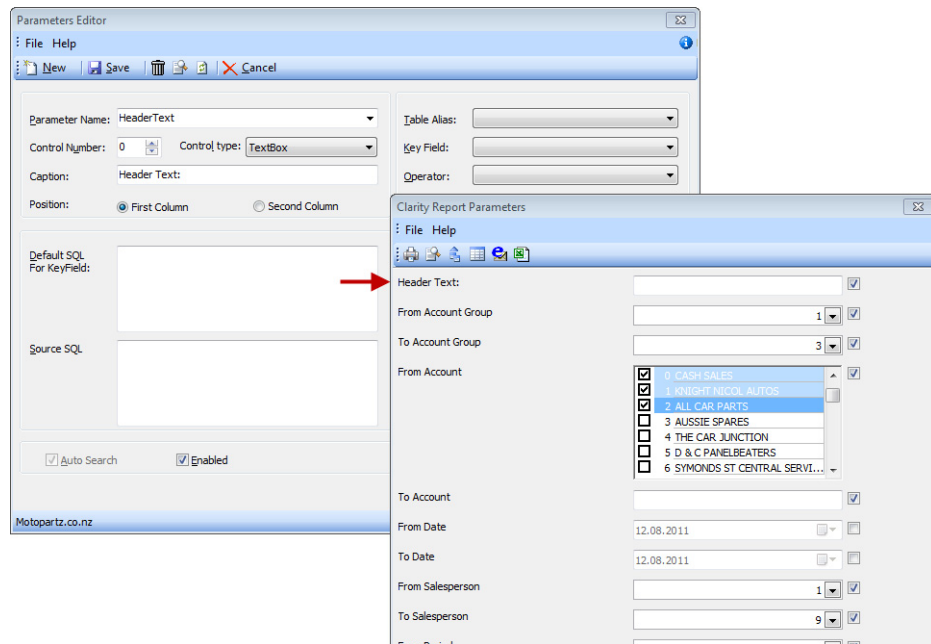 Parameters Editor
File Help
New Save Cancel
Parameter Name: HeaderText
Control Number: 0 Control type: TextBox
Caption: Header Text:
Position: First Column Second Column
Table Alias:
Key Field:
Operator:
Default SQL
For KeyField:
Source SQL
Auto Search Enabled
Motopartz.co.nz
Clarity Report Parameters
File Help
Header Text:
From Account Group 1
To Account Group 3
From Account
0 CASH SALES
1 KNIGHT NICOL AUTOS
2 ALL CAR PARTS
3 AUSSIE SPARES
4 THE CAR JUNCTION
5 D & C PANELBEATERS
6 SYMONDS ST CENTRAL SERVI...
To Account
From Date 12.08.2011
To Date 12.08.2011
From Salesperson 1
To Salesperson 9